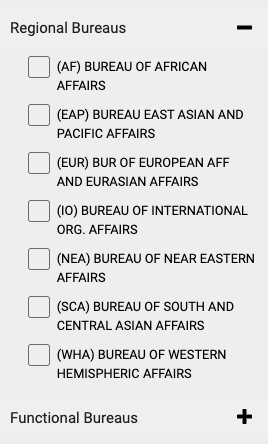 Regional Bureaus
(AF) BUREAU OF AFRICAN
AFFAIRS
(EAP) BUREAU EAST ASIAN AND
PACIFIC AFFAIRS
(EUR) BUR OF EUROPEAN AFF
AND EURASIAN AFFAIRS
(IO) BUREAU OF INTERNATIONAL
ORG. AFFAIRS
(NEA) BUREAU OF NEAR EASTERN
AFFAIRS
(SCA) BUREAU OF SOUTH AND
CENTRAL ASIAN AFFAIRS
(WHA) BUREAU OF WESTERN
HEMISPHERIC AFFAIRS
Functional Bureaus